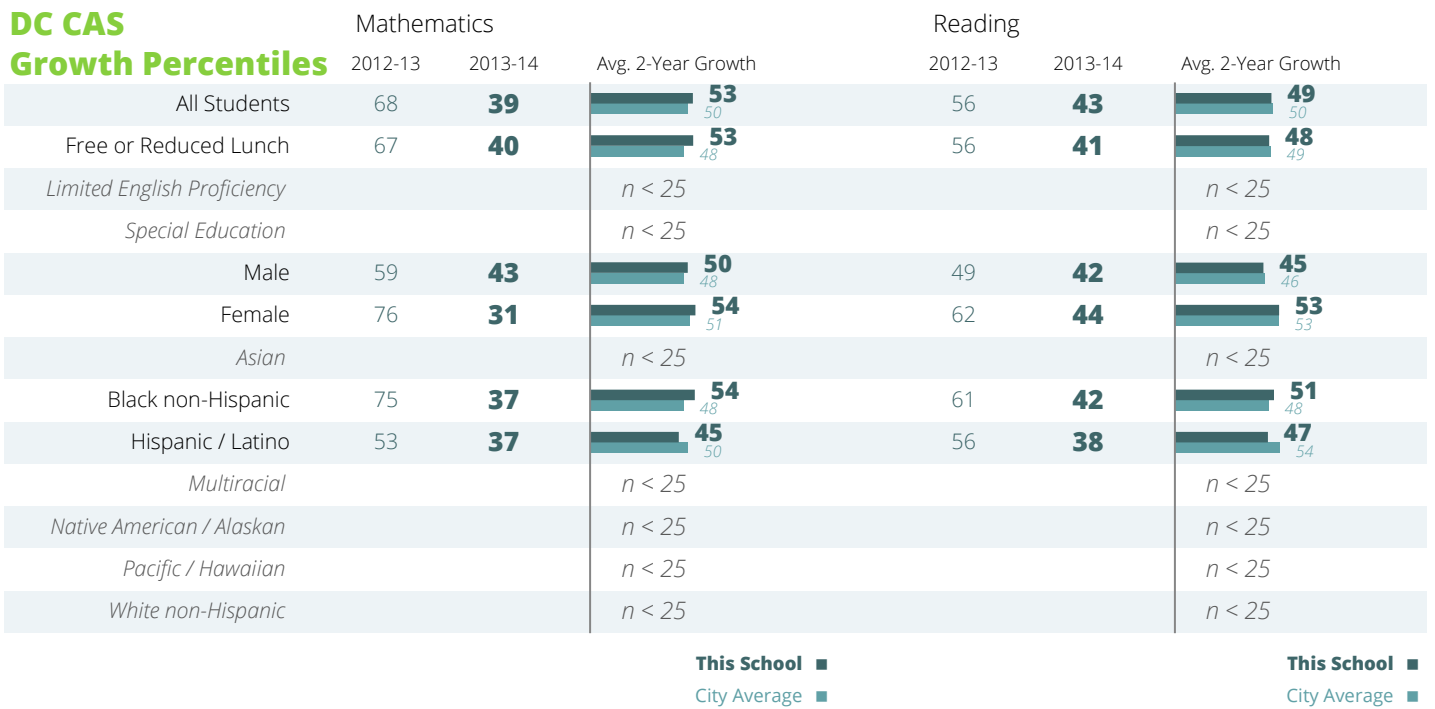 DC CAS
Growth Percentiles
Mathematics Reading
2012-13 2013-14 Avg. 2-Year Growth 2012-13 2013-14 Avg. 2-Year Growth
All Students 68 39 53 50 56 43 49 50
Free or Reduced Lunch 67 40 53 48 56 41 48 49
Limited English Proficiency n < 25 n < 25
Special Education n < 25 n < 25
Male 59 43 50 48 49 42 45 46
Female 76 31 54 51 62 44 53 53
Asian n < 25 n < 25
Black non-Hispanic 75 37 54 48 61 42 51 48
Hispanic / Latino 53 37 45 50 56 38 47 54
Multiracial n < 25 n < 25
Native American / Alaskan n < 25 n < 25
Pacific / Hawaiian n < 25 n < 25
White non-Hispanic n < 25 n < 25
This School This School
City Average City Average